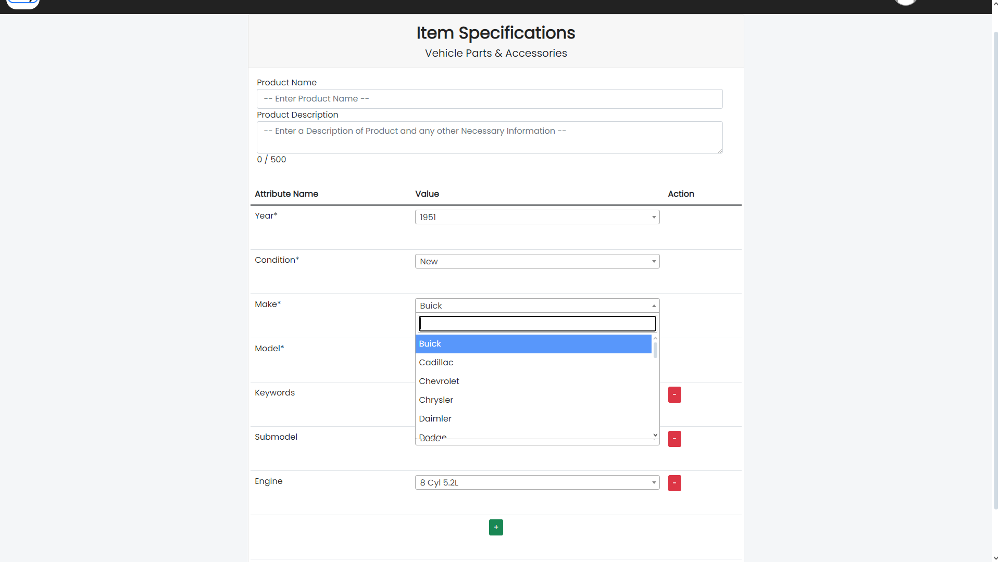 Item Specifications
Vehicle Parts & Accessories
Product Name
-- Enter Product Name --
Product Description
-- Enter a Description of Product and any other Necessary Information --
0 / 500
Attribute Name Value Action
Year* 1951
Condition* New
Make* Buick
Buick
Model*
Cadillac
Chevrolet
Keywords -
Chrysler
Daimler
Submodel Dodge -
Engine 8 Cyl 5.2L -
+